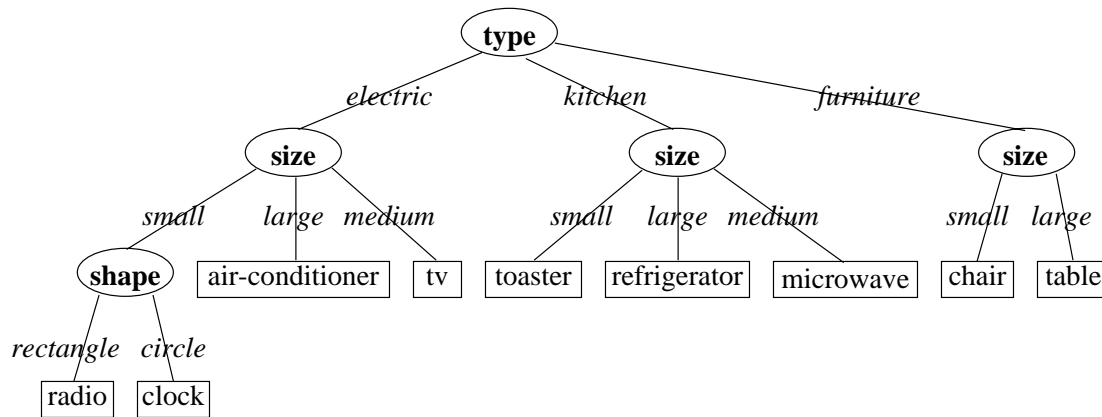 type
electric kitchen furniture
size size size
small large medium small large medium small large
shape air-conditioner tv toaster refrigerator microwave chair table
rectangle circle
radio clock